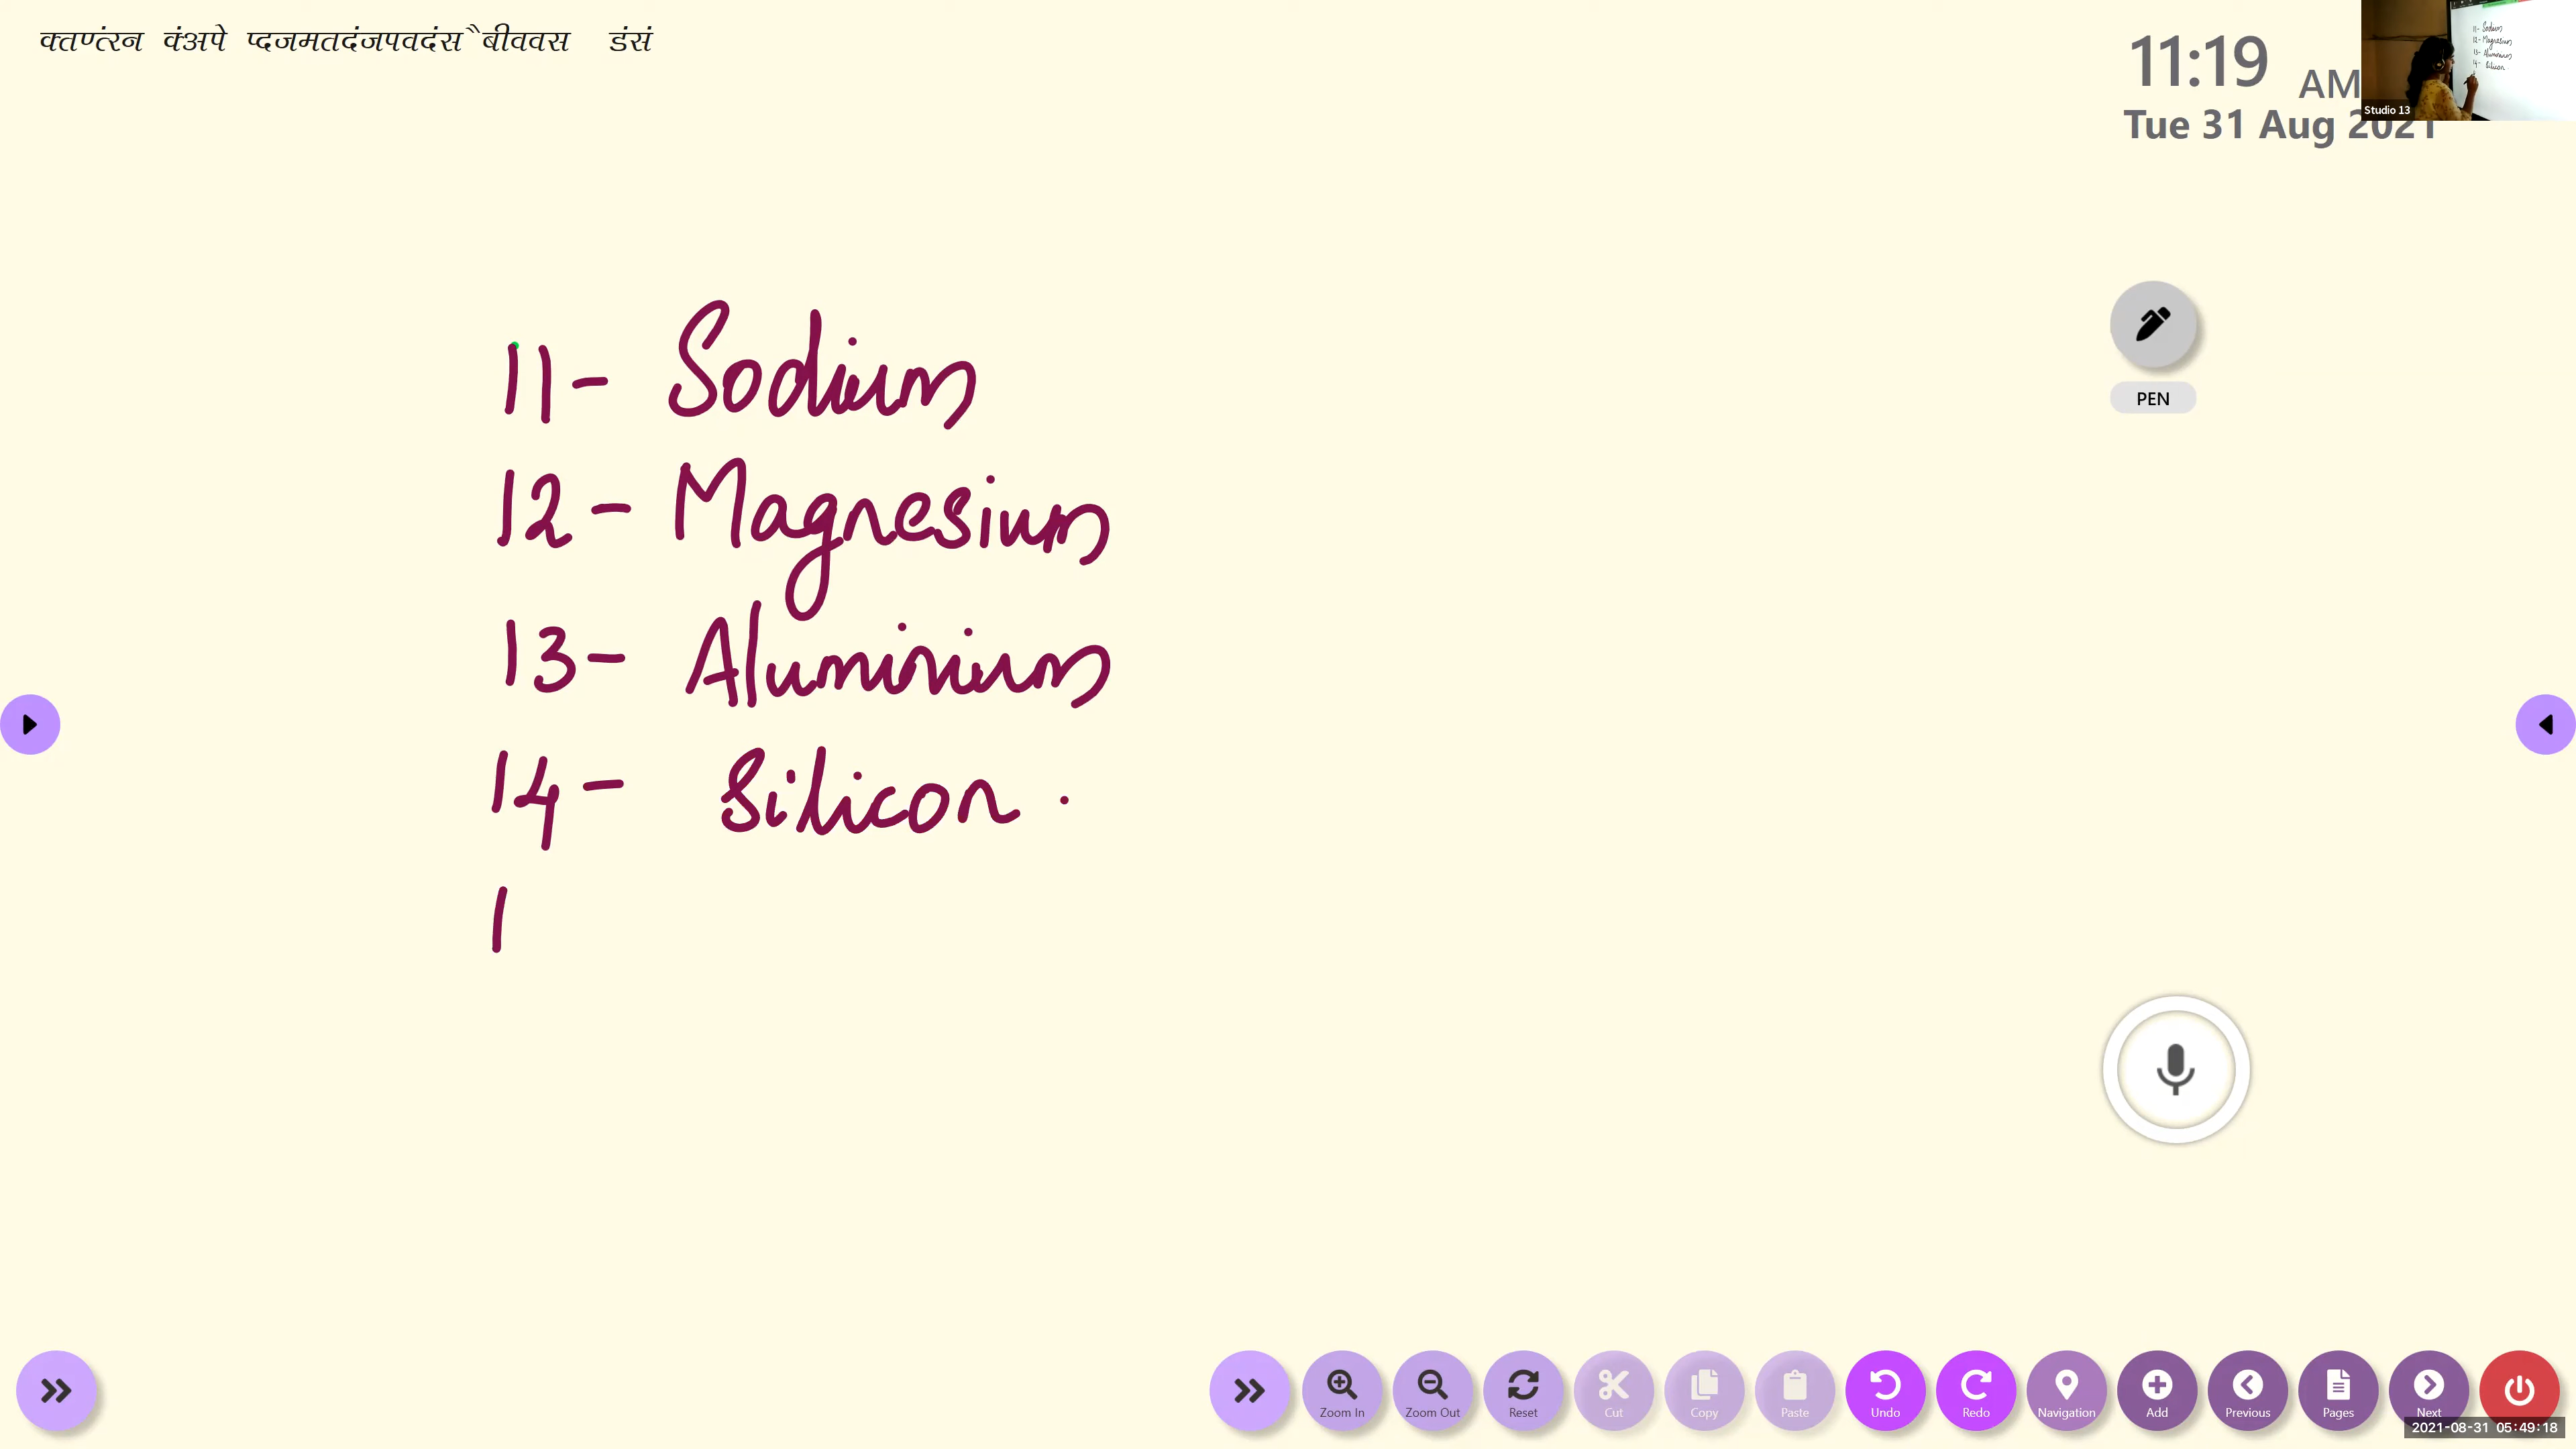 क्तण्त्ंरन क्ंअपे प्दजमतदंजपवदंस ैबीववस डंसं
11:19 AM
Tue 31 Aug 2021
Studio 13
11- Sodium
12- Magnesium
13- Aluminium
14- Silicon.
1
PEN
Zoom In Zoom Out Reset Cut Copy Paste Undo Redo Navigation Add Previous Pages Next
2021-08-31 05:49:18